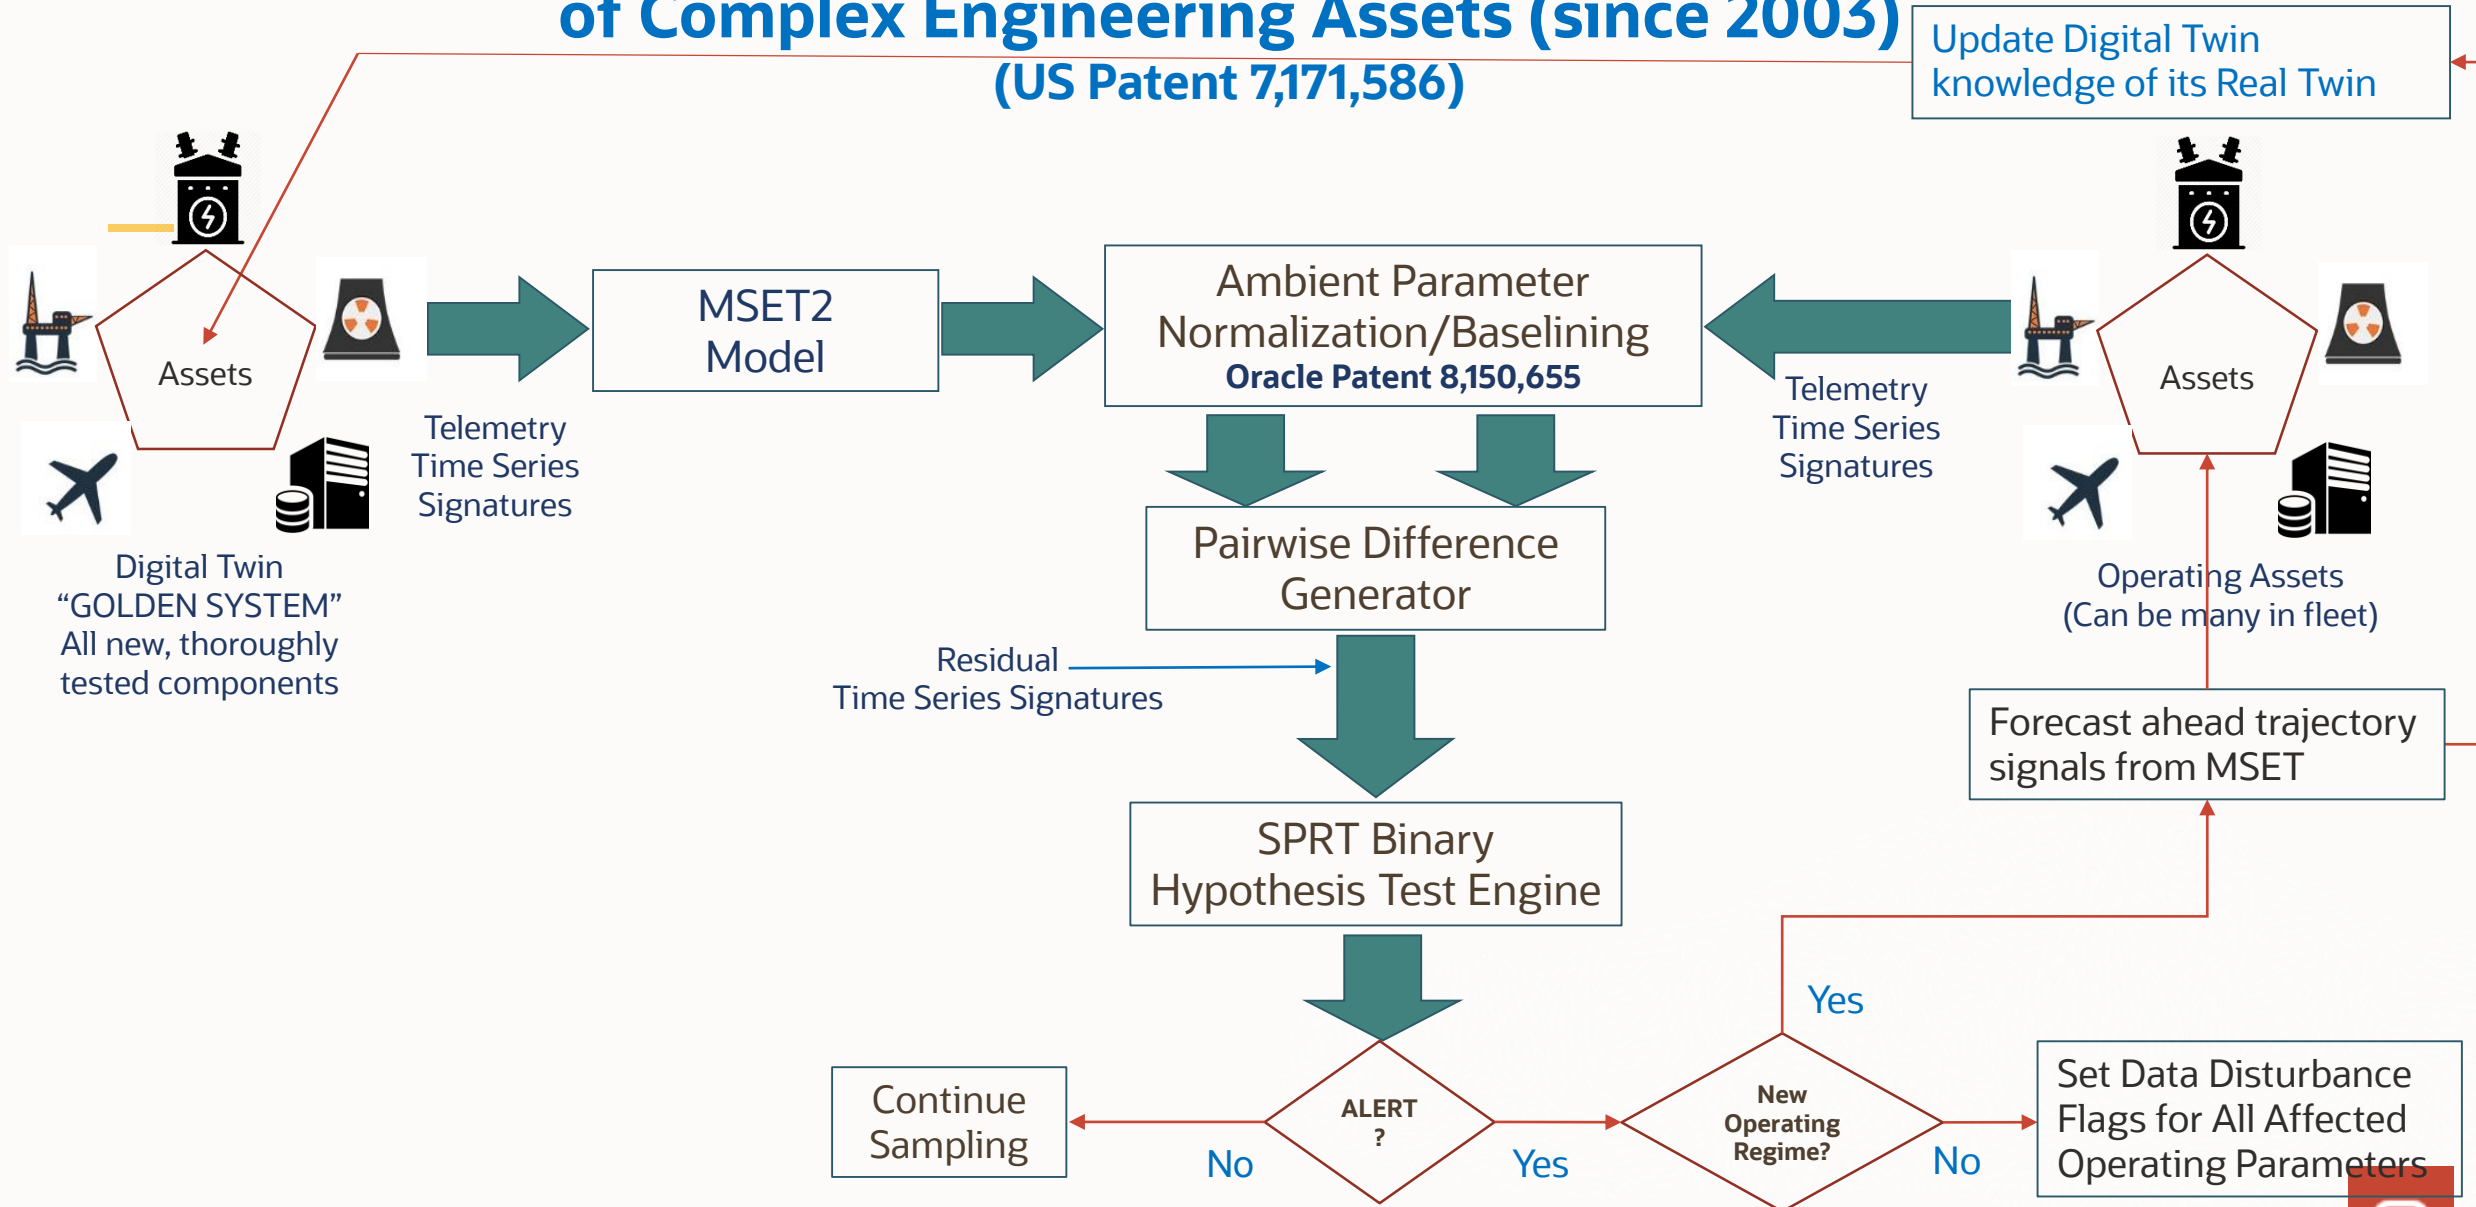 of Complex Engineering Assets (since 2003)
(US Patent 7,171,586)
Update Digital Twin
knowledge of its Real Twin
Assets
Telemetry
Time Series
Signatures
Digital Twin
“GOLDEN SYSTEM”
All new, thoroughly
tested components
MSET2
Model
Ambient Parameter
Normalization/Baselining
Oracle Patent 8,150,655
Telemetry
Time Series
Signatures
Assets
Operating Assets
(Can be many in fleet)
Pairwise Difference
Generator
Residual
Time Series Signatures
Forecast ahead trajectory
signals from MSET
SPRT Binary
Hypothesis Test Engine
Continue
Sampling
No
ALERT
?
Yes
Yes
New
Operating
Regime?
No
Set Data Disturbance
Flags for All Affected
Operating Parameters